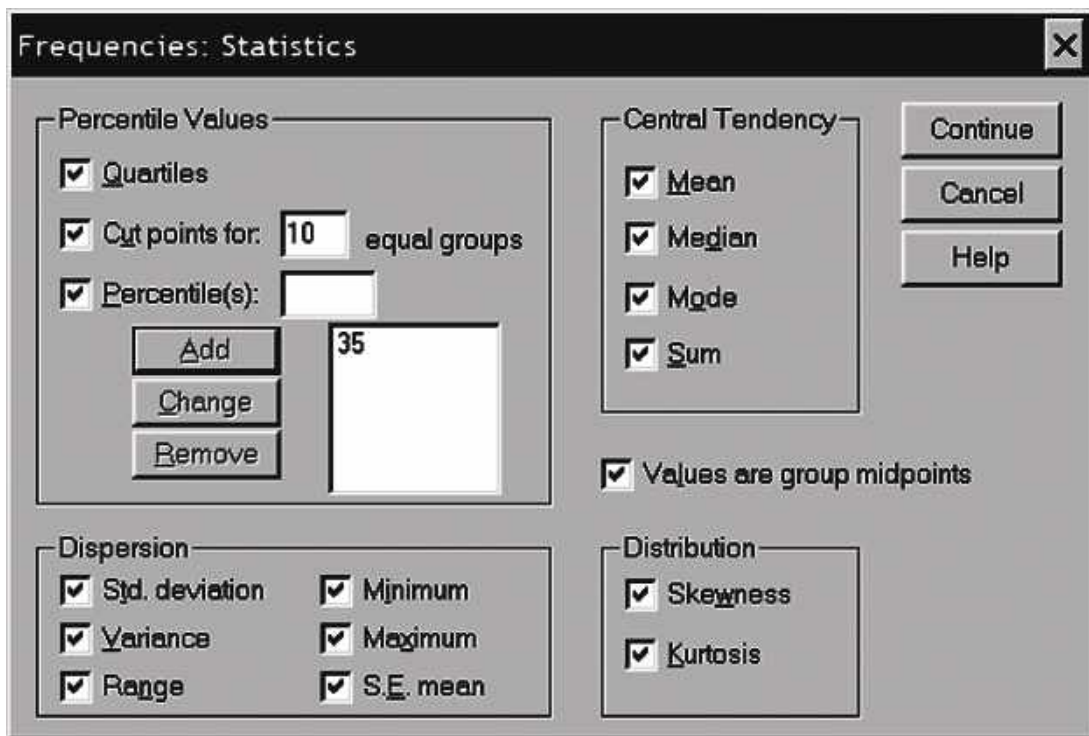 Frequencies: Statistics
Percentile Values
Quartiles
Cut points for: 10 equal groups
Percentile(s):
Add
Change
Remove
35
Central Tendency
Mean
Median
Mode
Sum
Continue
Cancel
Help
Values are group midpoints
Dispersion
Std. deviation
Variance
Range
Minimum
Maximum
S.E. mean
Distribution
Skewness
Kurtosis